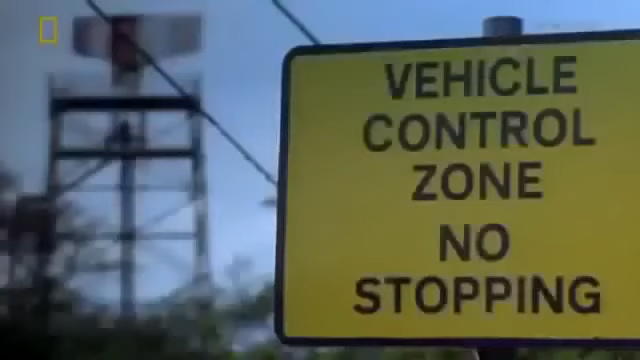 VEHICLE
CONTROL
ZONE
NO
STOPPING